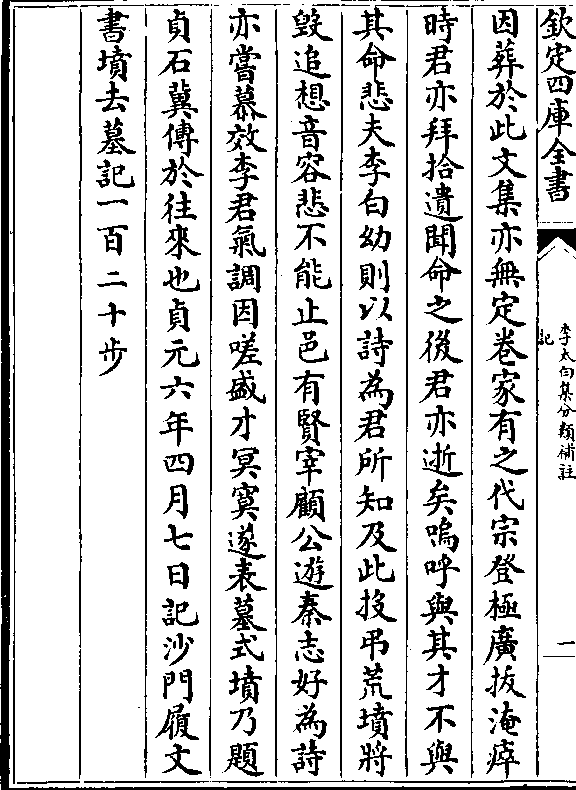 欽定四庫全書
李太白集分類補註
記
一
因葬於此文集亦無定卷家有之代宗登極廣拔淹瘁
時君亦拜拾遺聞命之後君亦逝矣嗚呼與其才不與
其命悲夫李白幼則以詩為君所知及此投弔荒墳將
毀追想音容悲不能止邑有賢宰顧公遊秦志好為詩
亦嘗慕效李君氣調因嗟盛才冥寞遂表墓式墳乃題
貞石冀傳於往來也貞元六年四月七日記沙門履文
書墳去墓記一百二十步